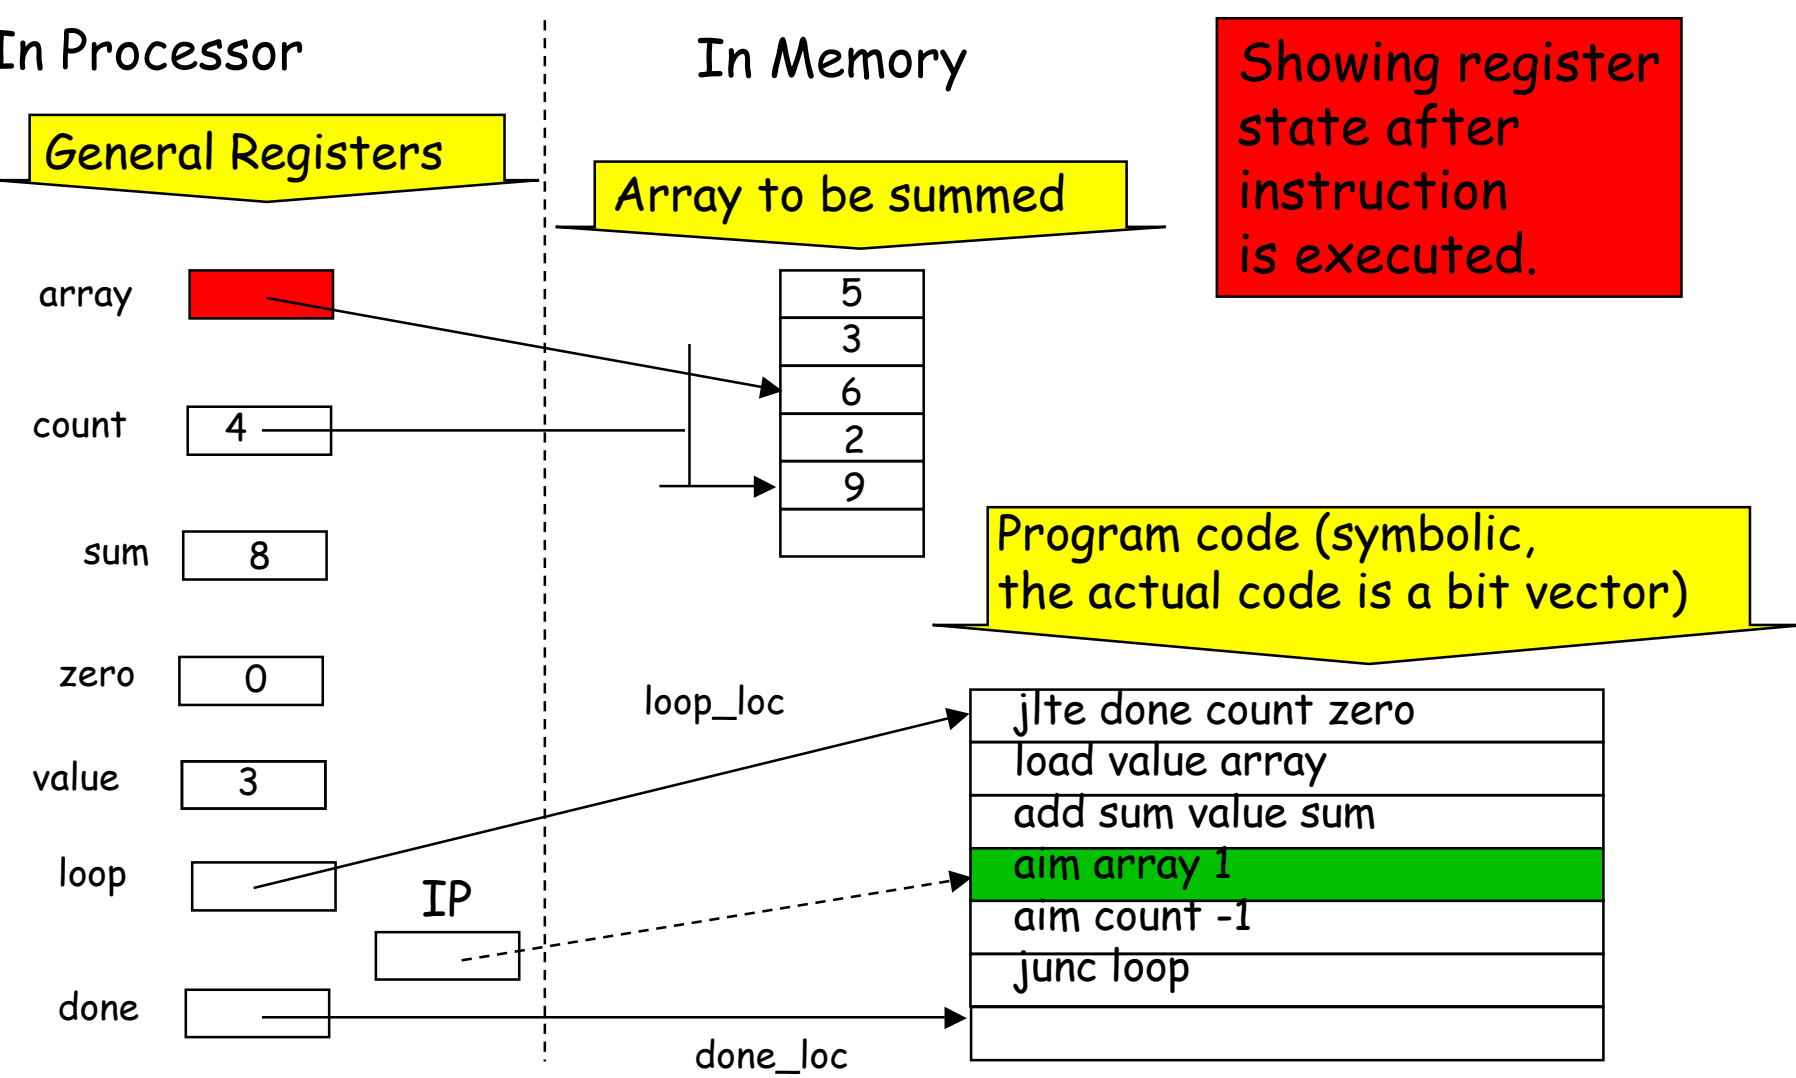 In Processor
In Memory
Showing register
state after
instruction
is executed.
General Registers
Array to be summed
array
5
3
6
count
4
2
9
sum
8
Program code (symbolic,
the actual code is a bit vector)
zero
0
loop_loc
jlte done count zero
value
3
load value array
add sum value sum
loop
IP
aim array 1
aim count -1
junc loop
done
done_loc